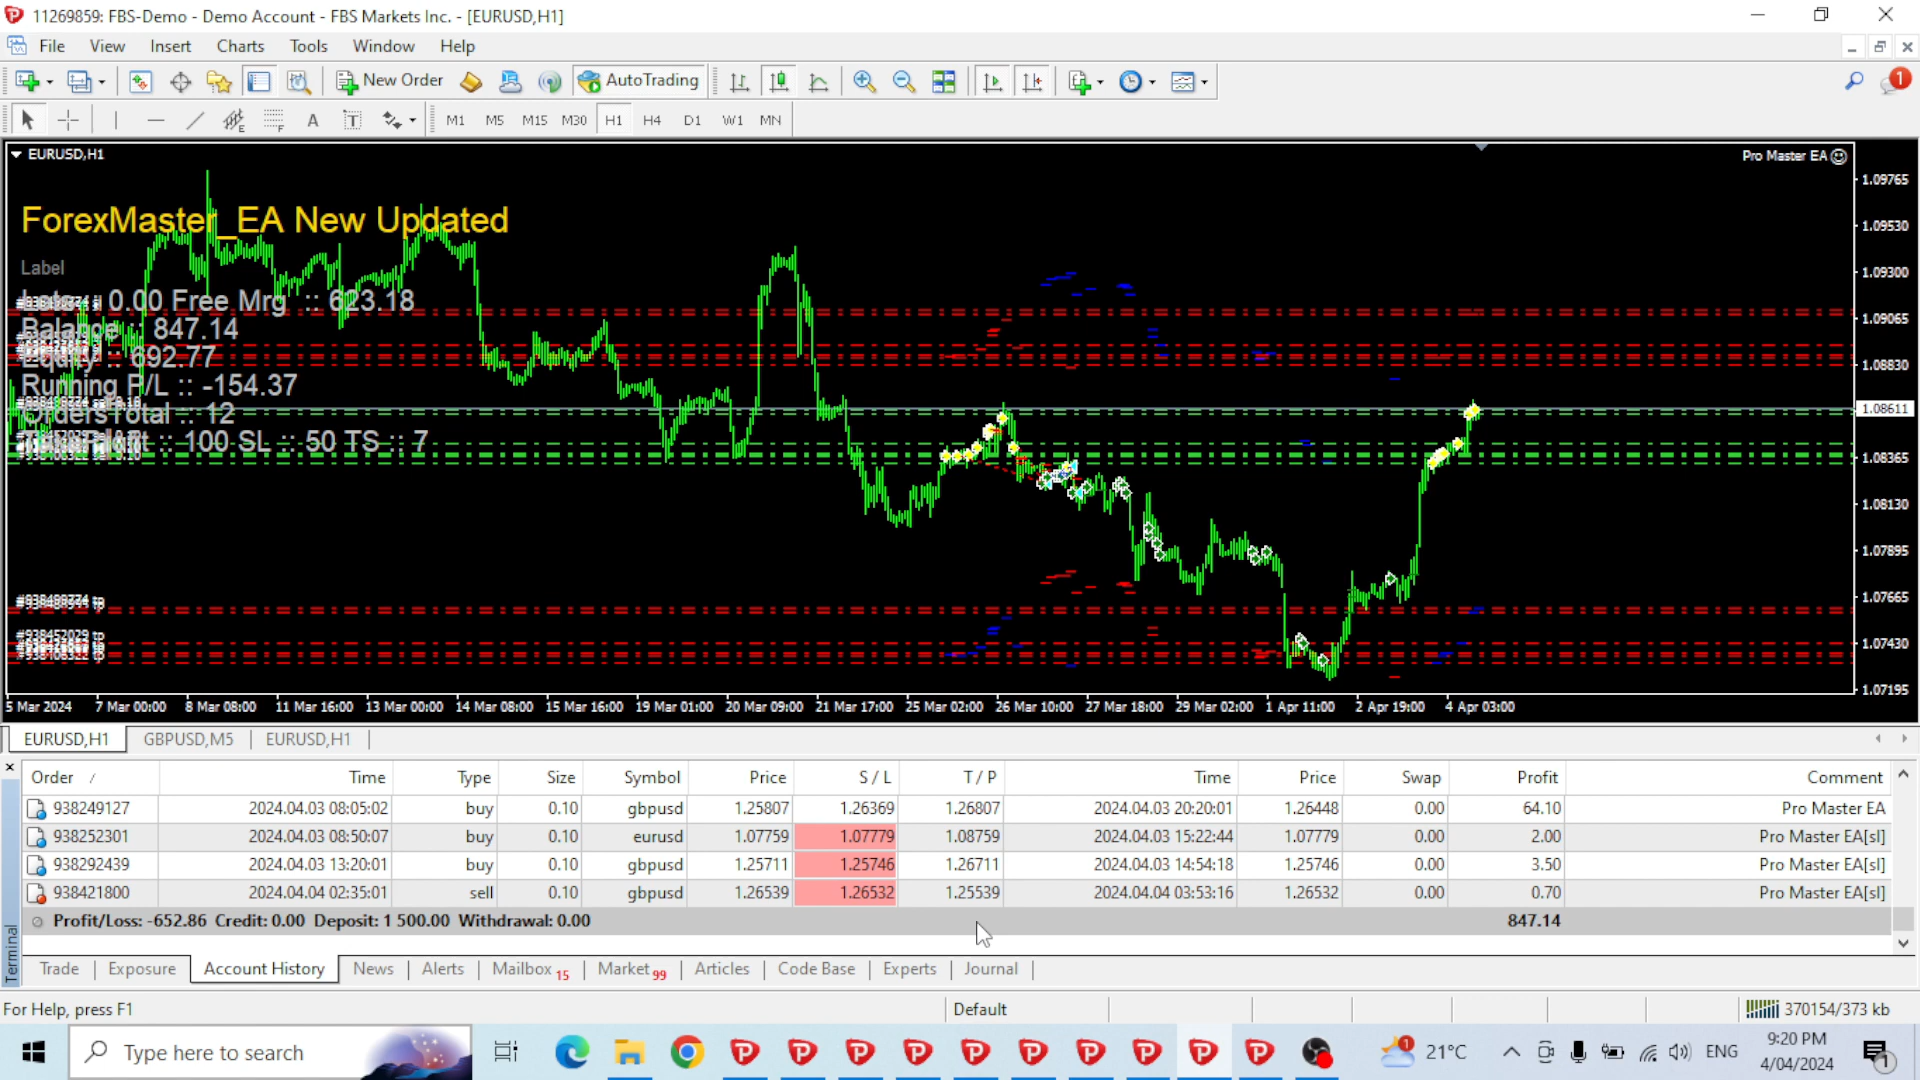 11269859: FBS-Demo - Demo Account - FBS Markets Inc. - [EURUSD,H1]
File View Insert Charts Tools Window Help
New Order AutoTrading 1
A T M1 M5 M15 M30 H1 H4 D1 W1 MN
EURUSD,H1
Pro Master EA
ForexMaster_EA New Updated
Label
0.00 Free Mrg :: 623.18
Balance :: 847.14
Equity :: 692.77
Running P/L :: -154.37
OrdersTotal :: 12
:: 100 SL :: 50 TS :: 7
#938452029 tp
1.09765
1.09530
1.09300
1.09065
1.08830
1.08611
1.08365
1.08130
1.07895
1.07665
1.07430
1.07195
5 Mar 2024 7 Mar 00:00 8 Mar 08:00 11 Mar 16:00 13 Mar 00:00 14 Mar 08:00 15 Mar 16:00 19 Mar 01:00 20 Mar 09:00 21 Mar 17:00 25 Mar 02:00 26 Mar 10:00 27 Mar 18:00 29 Mar 02:00 1 Apr 11:00 2 Apr 19:00 4 Apr 03:00
EURUSD,H1 GBPUSD,M5 EURUSD,H1
Order / Time Type Size Symbol Price S / L T / P Time Price Swap Profit Comment
938249127 2024.04.03 08:05:02 buy 0.10 gbpusd 1.25807 1.26369 1.26807 2024.04.03 20:20:01 1.26448 0.00 64.10 Pro Master EA
938252301 2024.04.03 08:50:07 buy 0.10 eurusd 1.07759 1.07779 1.08759 2024.04.03 15:22:44 1.07779 0.00 2.00 Pro Master EA[sl]
938292439 2024.04.03 13:20:01 buy 0.10 gbpusd 1.25711 1.25746 1.26711 2024.04.03 14:54:18 1.25746 0.00 3.50 Pro Master EA[sl]
938421800 2024.04.04 02:35:01 sell 0.10 gbpusd 1.26539 1.26532 1.25539 2024.04.04 03:53:16 1.26532 0.00 0.70 Pro Master EA[sl]
Profit/Loss: -652.86 Credit: 0.00 Deposit: 1 500.00 Withdrawal: 0.00 847.14
Terminal
Trade Exposure Account History News Alerts Mailbox 15 Market 99 Articles Code Base Experts Journal
For Help, press F1 Default 370154/373 kb
Type here to search 1 21°C ENG 9:20 PM
4/04/2024 1